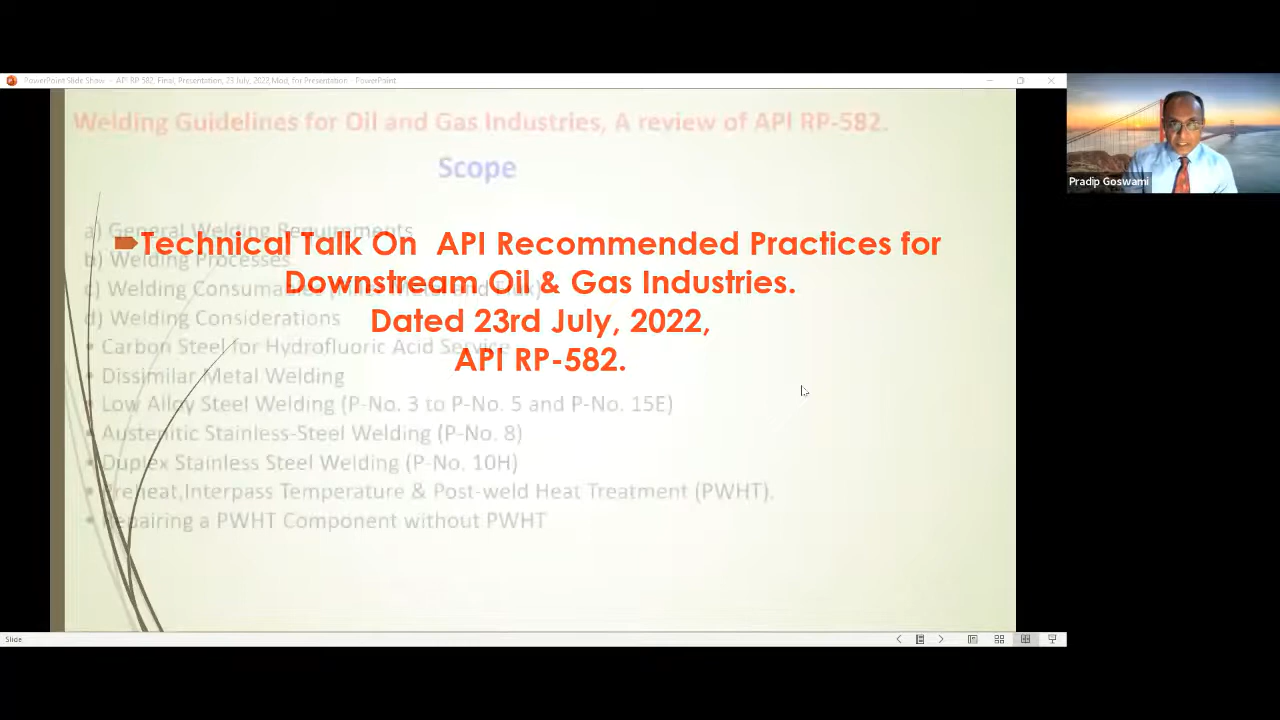 PowerPoint Slide Show - API RP 582, Final, Presentation, 23 July, 2022,Mod, for Presentation - PowerPoint
Pradip Goswami
Welding Guidelines for Oil and Gas Industries, A review of API RP-582.
Scope
a) General Welding Requirements
Technical Talk On API Recommended Practices for
b) Welding Processes
Downstream Oil & Gas Industries.
c) Welding Consumables (Filler Metal and Flux)
d) Welding Considerations
Dated 23rd July, 2022,
• Carbon Steel for Hydrofluoric Acid Service
API RP-582.
• Dissimilar Metal Welding
• Low Alloy Steel Welding (P-No. 3 to P-No. 5 and P-No. 15E)
• Austenitic Stainless-Steel Welding (P-No. 8)
• Duplex Stainless Steel Welding (P-No. 10H)
• Preheat,Interpass Temperature & Post-weld Heat Treatment (PWHT).
• Repairing a PWHT Component without PWHT
Slide